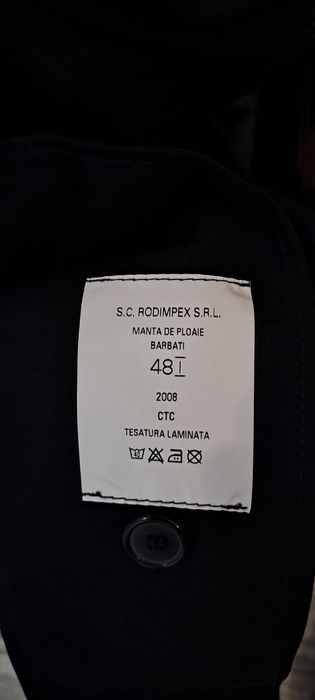 S.C. RODIMPEX S.R.L.
MANTA DE PLOAIE
BARBATI
48 I
2008
CTC
TESATURA LAMINATA